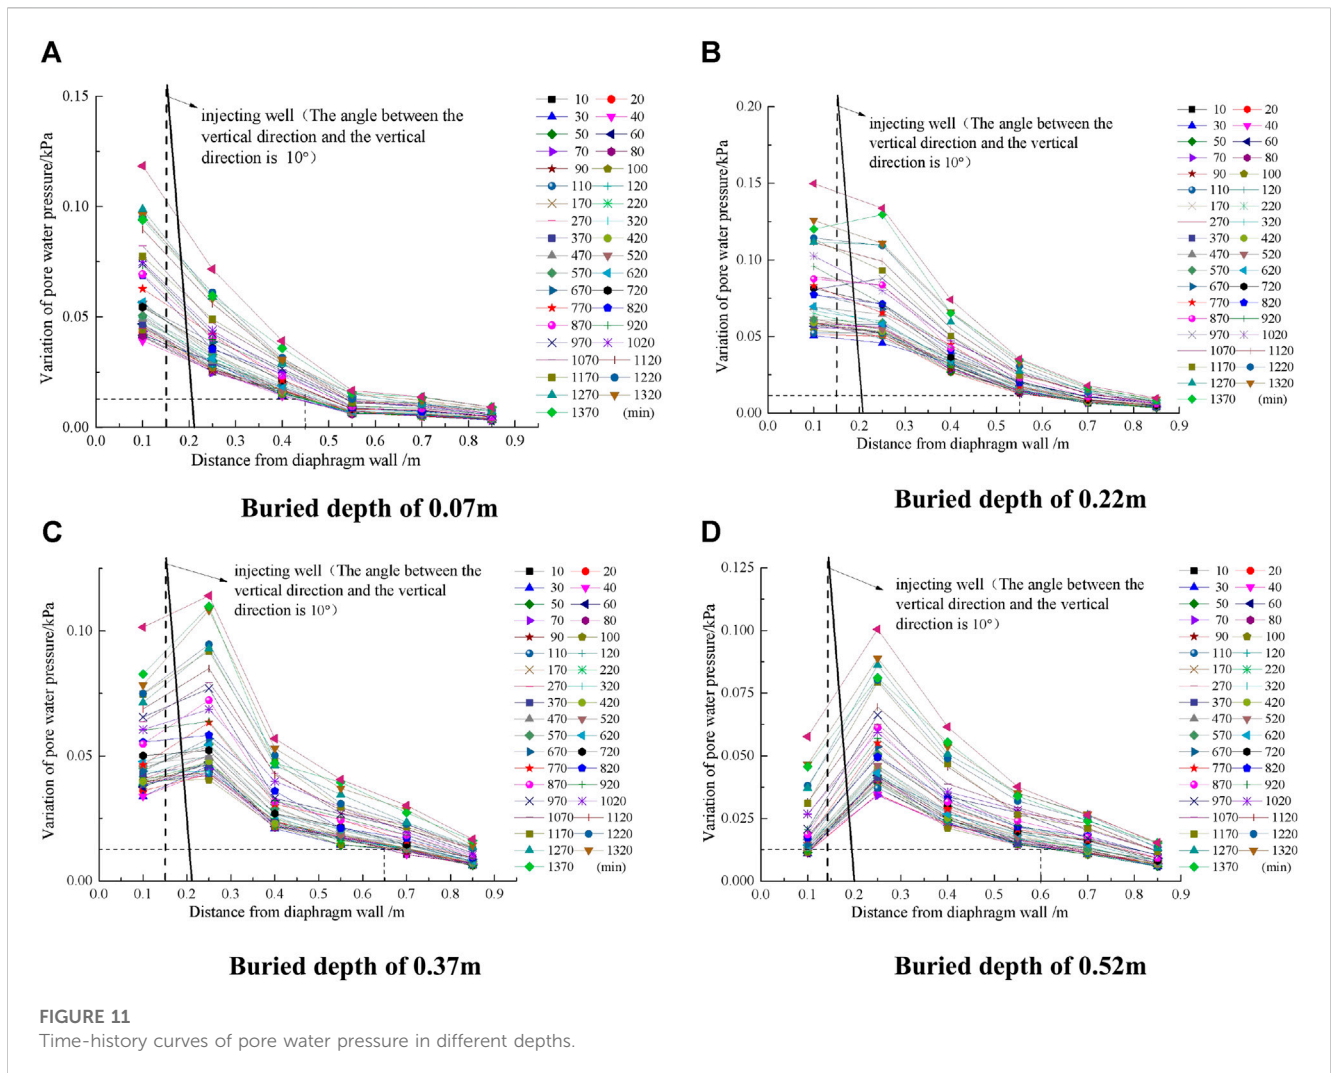 A
Variation of pore water pressure/kPa
0.15
0.10
0.05
0.00
0.0 0.1 0.2 0.3 0.4 0.5 0.6 0.7 0.8 0.9
Distance from diaphragm wall /m
injecting well（The angle between the
vertical direction and the vertical
direction is 10°）
10 20
30 40
50 60
70 80
90 100
110 120
170 220
270 320
370 420
470 520
570 620
670 720
770 820
870 920
970 1020
1070 1120
1170 1220
1270 1320
1370 (min)
Buried depth of 0.07m
B
Variation of pore water pressure/kPa
0.20
0.15
0.10
0.05
0.00
0.0 0.1 0.2 0.3 0.4 0.5 0.6 0.7 0.8 0.9
Distance from diaphragm wall /m
injecting well（The angle between the
vertical direction and the vertical
direction is 10°）
10 20
30 40
50 60
70 80
90 100
110 120
170 220
270 320
370 420
470 520
570 620
670 720
770 820
870 920
970 1020
1070 1120
1170 1220
1270 1320
1370 (min)
Buried depth of 0.22m
C
Variation of pore water pressure/kPa
0.10
0.05
0.00
0.0 0.1 0.2 0.3 0.4 0.5 0.6 0.7 0.8 0.9
Distance from diaphragm wall /m
injecting well（The angle between the
vertical direction and the vertical
direction is 10°）
10 20
30 40
50 60
70 80
90 100
110 120
170 220
270 320
370 420
470 520
570 620
670 720
770 820
870 920
970 1020
1070 1120
1170 1220
1270 1320
1370 (min)
Buried depth of 0.37m
D
Variation of pore water pressure/kPa
0.125
0.100
0.075
0.050
0.025
0.000
0.0 0.1 0.2 0.3 0.4 0.5 0.6 0.7 0.8 0.9
Distance from diaphragm wall /m
injecting well（The angle between the
vertical direction and the vertical
direction is 10°）
10 20
30 40
50 60
70 80
90 100
110 120
170 220
270 320
370 420
470 520
570 620
670 720
770 820
870 920
970 1020
1070 1120
1170 1220
1270 1320
1370 (min)
Buried depth of 0.52m
FIGURE 11
Time-history curves of pore water pressure in different depths.